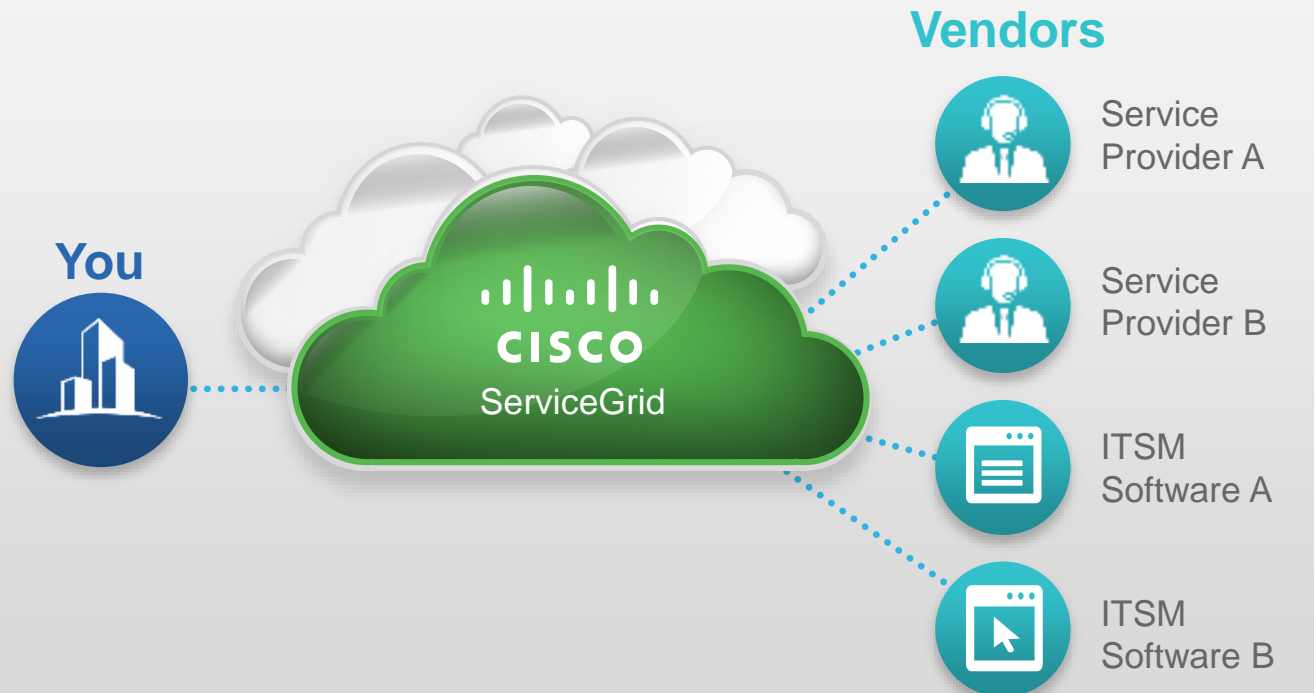 Vendors
You
CISCO
ServiceGrid
Service
Provider A
Service
Provider B
ITSM
Software A
ITSM
Software B